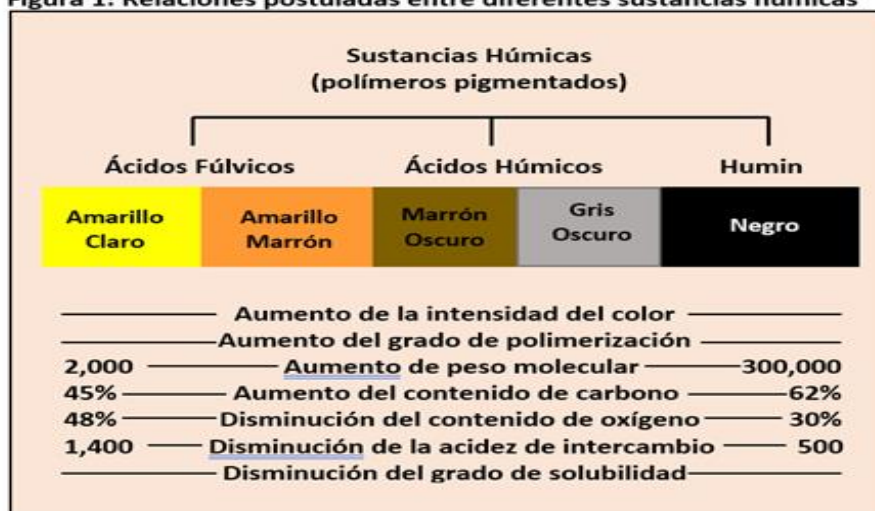 Figura 1: Relaciones postuladas entre diferentes sustancias húmicas
Sustancias Húmicas
(polímeros pigmentados)
Ácidos Fúlvicos Ácidos Húmicos Humin
Amarillo Claro Amarillo Marrón Marrón Oscuro Gris Oscuro Negro
Aumento de la intensidad del color
Aumento del grado de polimerización
2,000 Aumento de peso molecular 300,000
45% Aumento del contenido de carbono 62%
48% Disminución del contenido de oxígeno 30%
1,400 Disminución de la acidez de intercambio 500
Disminución del grado de solubilidad